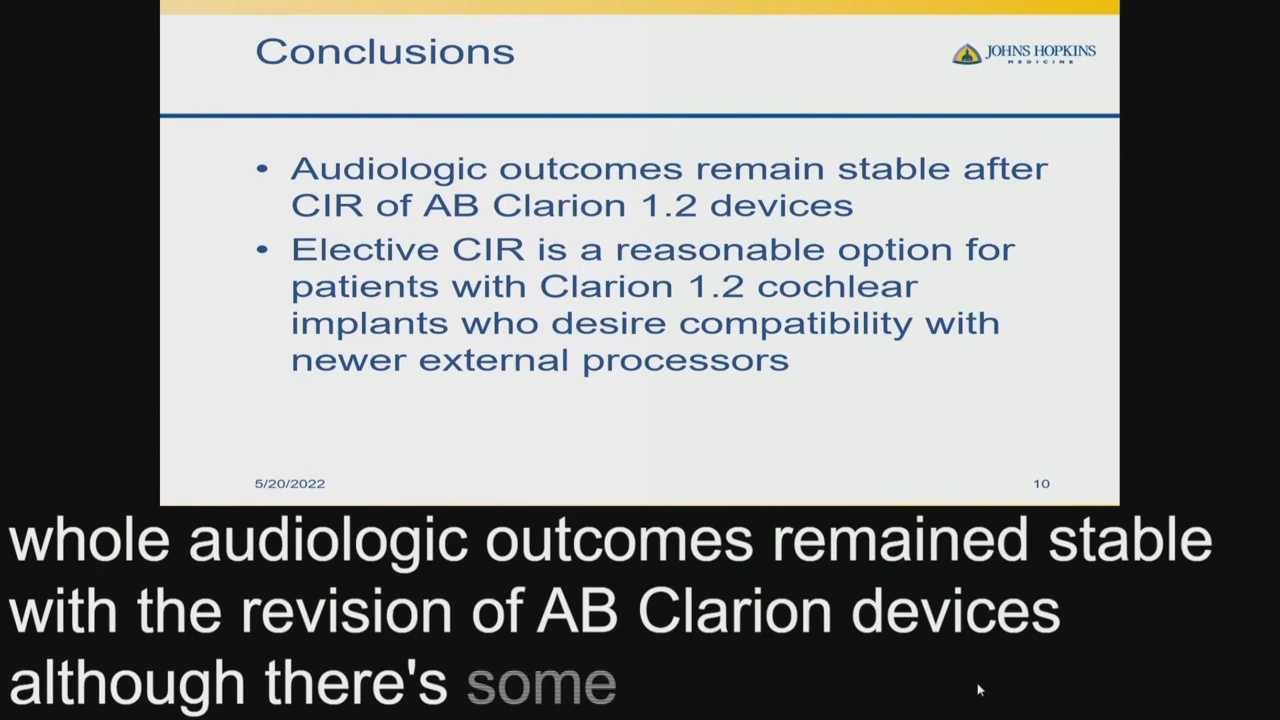 Conclusions
JOHNS HOPKINS
MEDICINE
• Audiologic outcomes remain stable after
CIR of AB Clarion 1.2 devices
• Elective CIR is a reasonable option for
patients with Clarion 1.2 cochlear
implants who desire compatibility with
newer external processors
5/20/2022
10
whole audiologic outcomes remained stable
with the revision of AB Clarion devices
although there's some